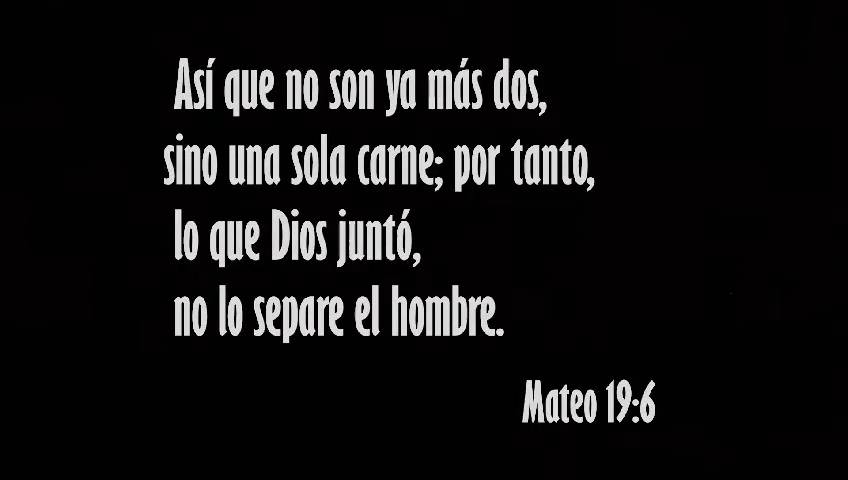 Así que no son ya más dos,
sino una sola carne; por tanto,
lo que Dios juntó,
no lo separe el hombre.
Mateo 19:6